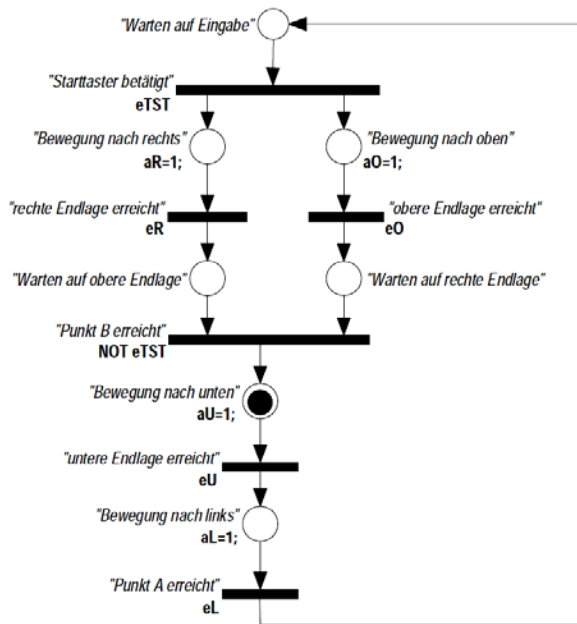 "Warten auf Eingabe"
"Starttaster betätigt"
eTST
"Bewegung nach rechts"
aR=1;
"Bewegung nach oben"
aO=1;
"rechte Endlage erreicht"
eR
"obere Endlage erreicht"
eO
"Warten auf obere Endlage"
"Warten auf rechte Endlage"
"Punkt B erreicht"
NOT eTST
"Bewegung nach unten"
aU=1;
"untere Endlage erreicht"
eU
"Bewegung nach links"
aL=1;
"Punkt A erreicht"
eL